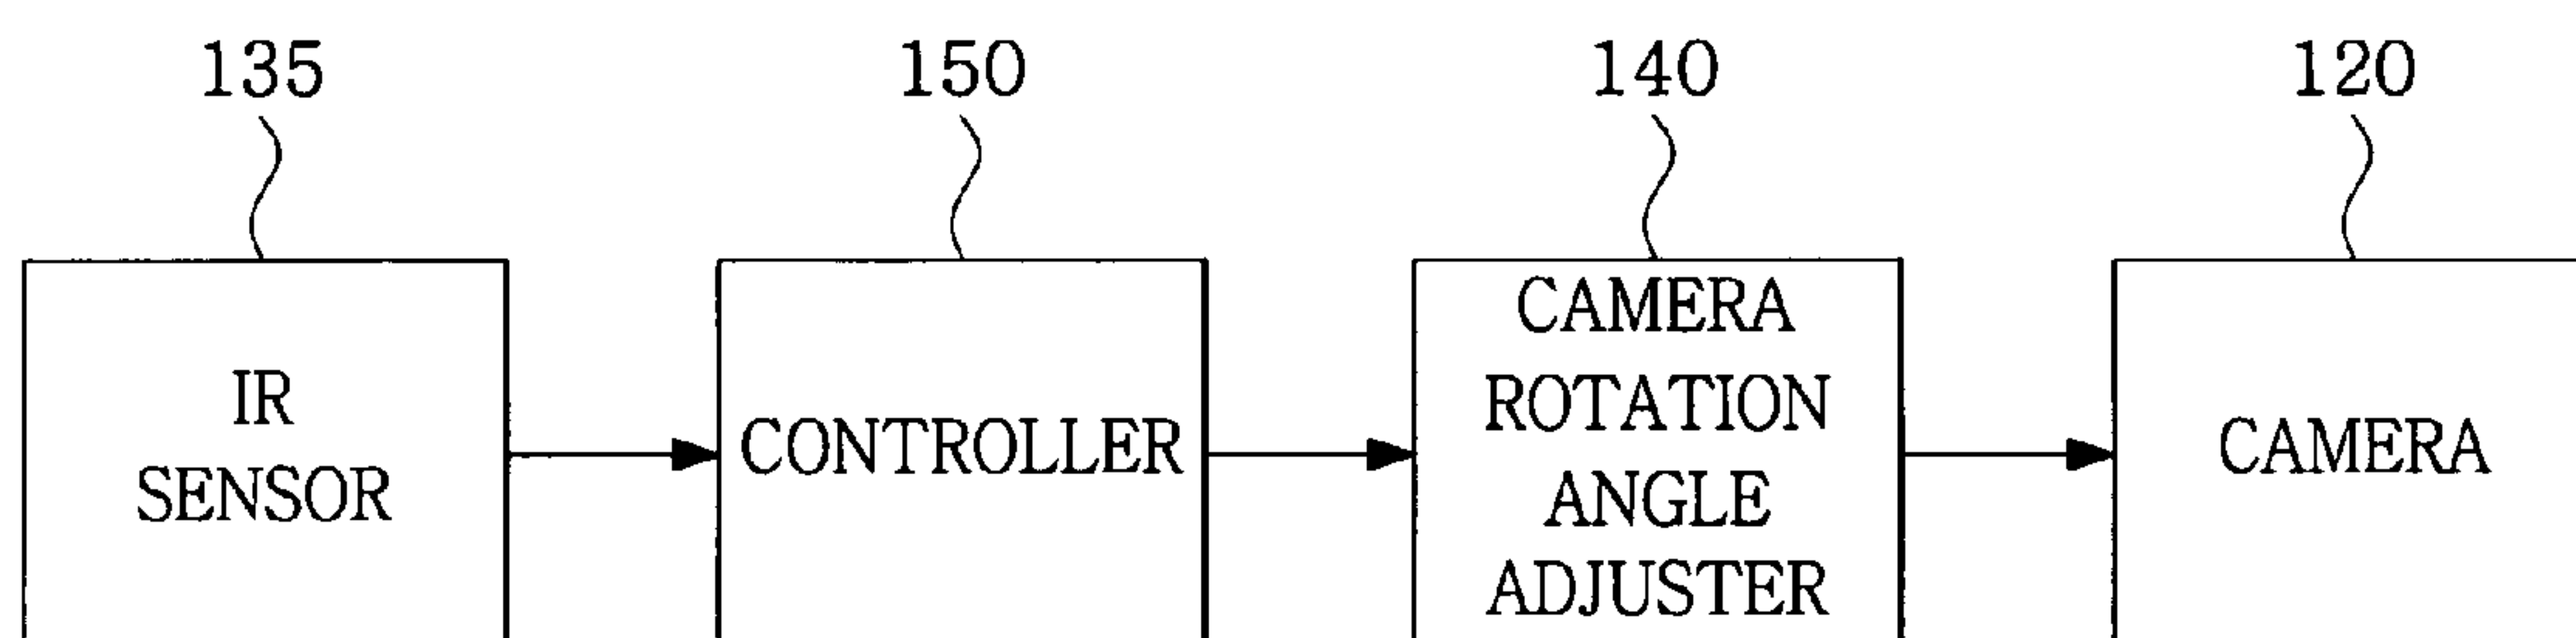 135
150
140
120
IR
SENSOR
CONTROLLER
CAMERA
ROTATION
ANGLE
ADJUSTER
CAMERA